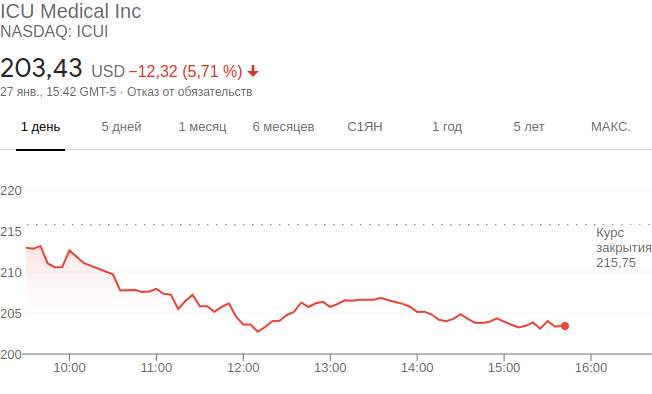 ICU Medical Inc
NASDAQ: ICUI
203,43 USD −12,32 (5,71 %)
27 янв., 15:42 GMT-5 · Отказ от обязательств
1 день 5 дней 1 месяц 6 месяцев С1ЯН 1 год 5 лет МАКС.
220
215
210
205
200
Курс
закрытия
215,75
10:00 11:00 12:00 13:00 14:00 15:00 16:00